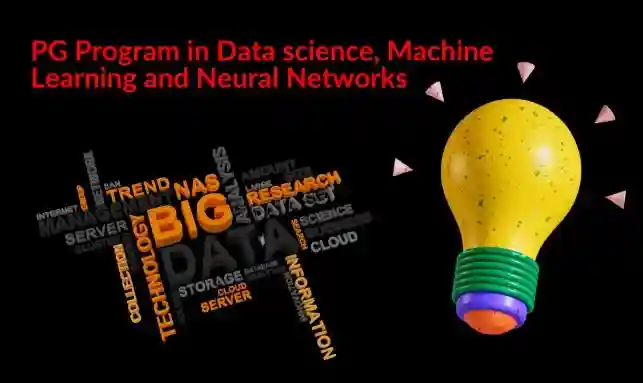 PG Program in Data science, Machine
Learning and Neural Networks
INTERNET
NETWORK
SAN
TREND
NAS
ANALYSIS
AMOUNT
LARGE
RESEARCH
MANAGEMENT
BIG
DATA SET
SERVER
SCIENCE
CLUSTER
DATA
SEARCH
CLOUD
COLLECTION
TECHNOLOGY
STORAGE
DATABASE
CLOUD
SERVER
INFORMATION